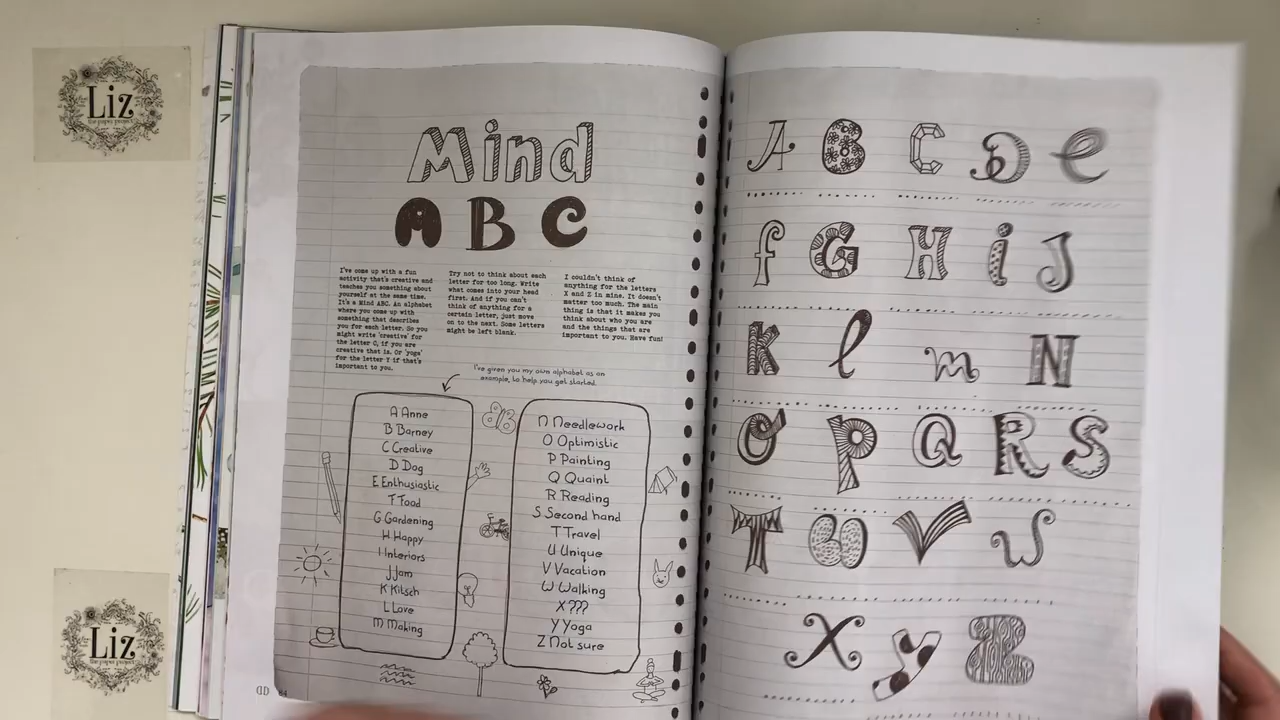 Liz
the paper project
Mind
A B C
I've come up with a fun
activity that's creative and
teaches you something about
yourself at the same time.
It's a Mind ABC. An alphabet
where you come up with
something that describes
you for each letter. So you
might write 'creative' for
the letter C, if you are
creative that is. Or 'yoga'
for the letter Y if that's
important to you.
Try not to think about each
letter for too long. Write
what comes into your head
first. And if you can't
think of anything for a
certain letter, just move
on to the next. Some letters
might be left blank.
I couldn't think of
anything for the letters
X and Z in mine. It doesn't
matter too much. The main
thing is that it makes you
think about who you are
and the things that are
important to you. Have fun!
I've given you my own alphabet as an
example, to help you get started.
A Anne
B Barney
C Creative
D Dog
E Enthusiastic
F Food
G Gardening
H Happy
I Interiors
J Jam
K Kitsch
L Love
M Making
N Needlework
O Optimistic
P Painting
Q Quaint
R Reading
S Second hand
T Travel
U Unique
V Vacation
W Walking
X ???
Y Yoga
Z Not sure
64
A B C D e
f G H i J
K l m N
O P Q R S
T U V W
X y Z
Liz
the paper project